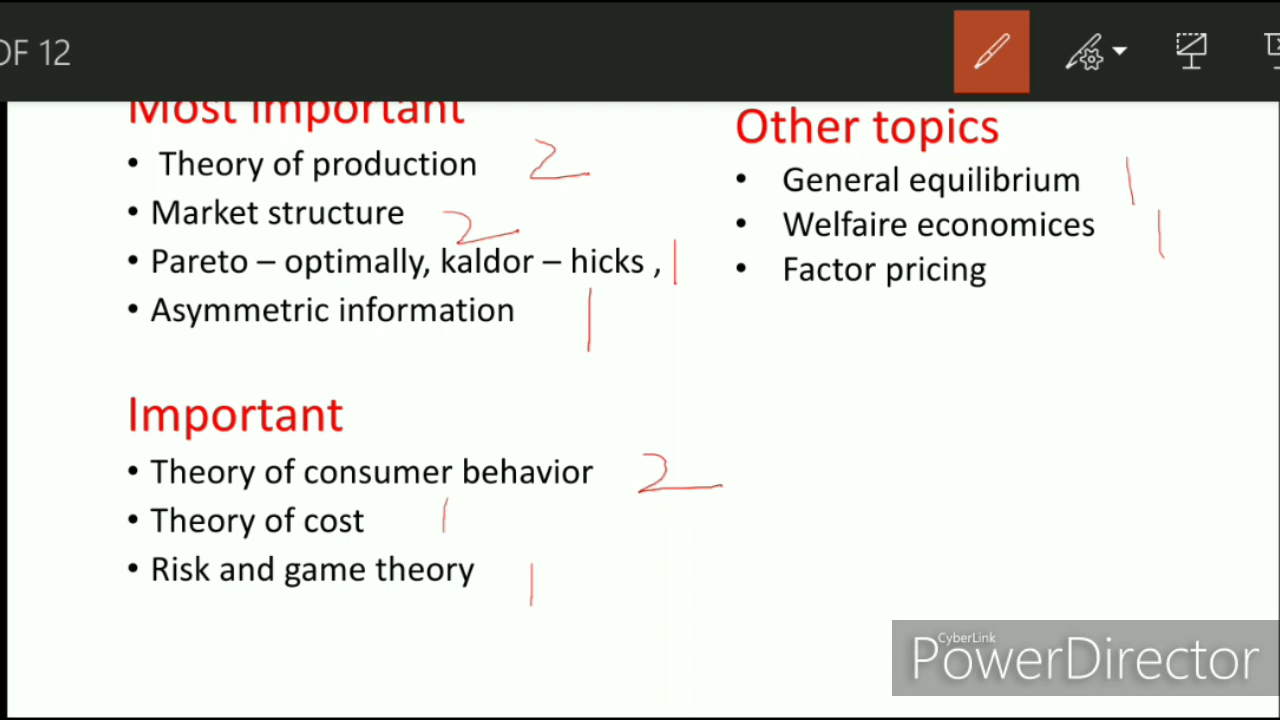 OF 12
Most important
• Theory of production 2
• Market structure 2
• Pareto – optimally, kaldor – hicks , 1
• Asymmetric information 1
Important
• Theory of consumer behavior 2
• Theory of cost 1
• Risk and game theory 1
Other topics
• General equilibrium 1
• Welfaire economices 1
• Factor pricing
CyberLink
PowerDirector